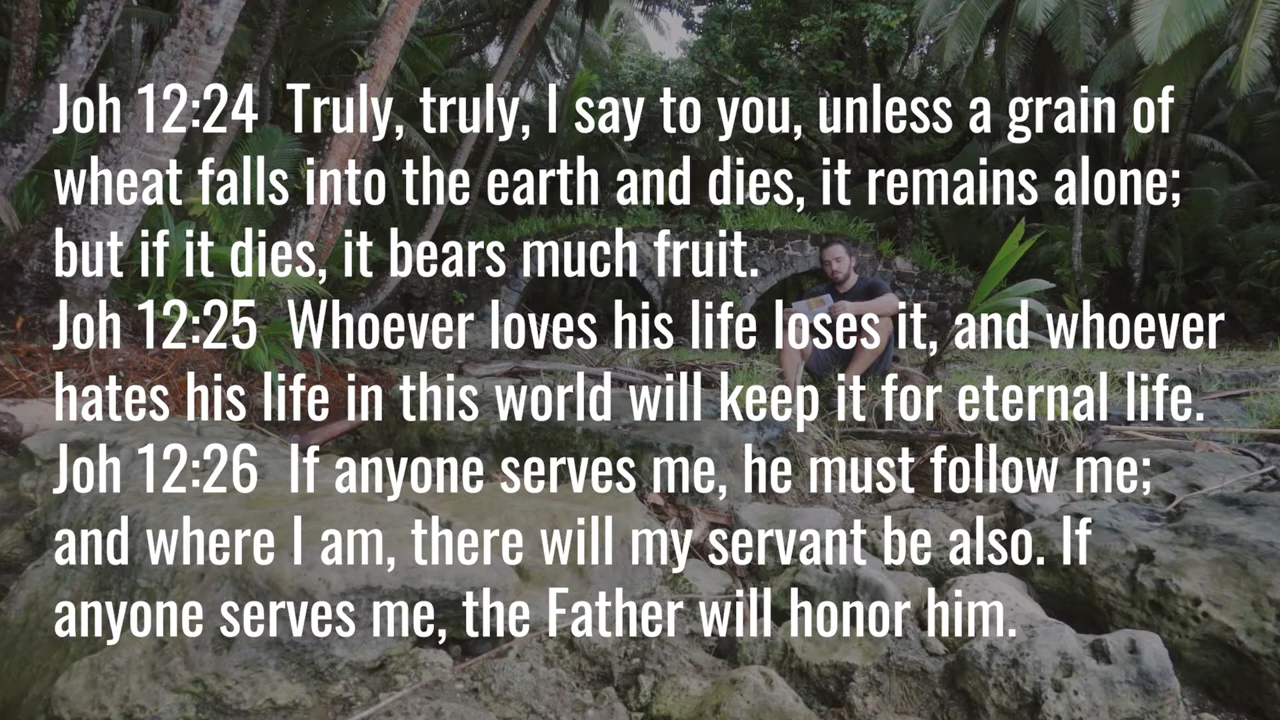 Joh 12:24  Truly, truly, I say to you, unless a grain of
wheat falls into the earth and dies, it remains alone;
but if it dies, it bears much fruit.
Joh 12:25  Whoever loves his life loses it, and whoever
hates his life in this world will keep it for eternal life.
Joh 12:26  If anyone serves me, he must follow me;
and where I am, there will my servant be also. If
anyone serves me, the Father will honor him.